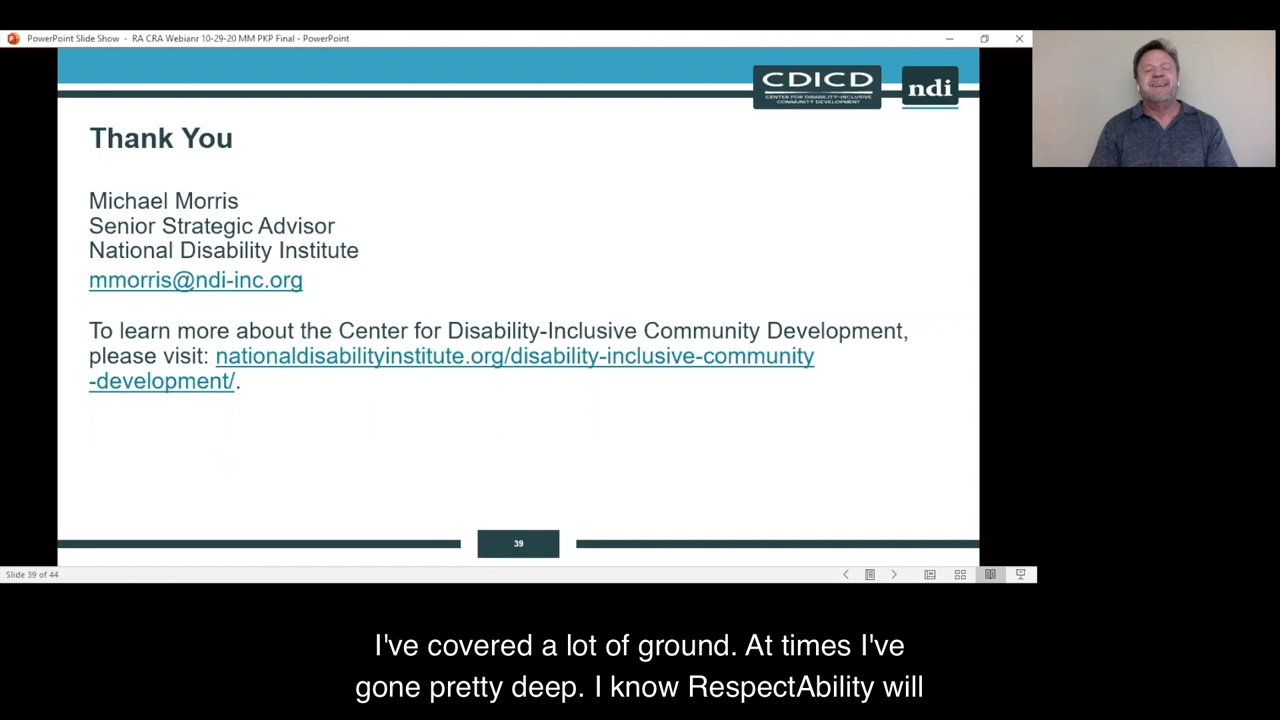 PowerPoint Slide Show - RA CRA Webianr 10-29-20 MM PKP Final - PowerPoint
CDICD
CENTER FOR DISABILITY-INCLUSIVE
COMMUNITY DEVELOPMENT
ndi
Thank You
Michael Morris
Senior Strategic Advisor
National Disability Institute
mmorris@ndi-inc.org
To learn more about the Center for Disability-Inclusive Community Development,
please visit: nationaldisabilityinstitute.org/disability-inclusive-community
-development/.
39
Slide 39 of 44
I've covered a lot of ground. At times I've
gone pretty deep. I know RespectAbility will